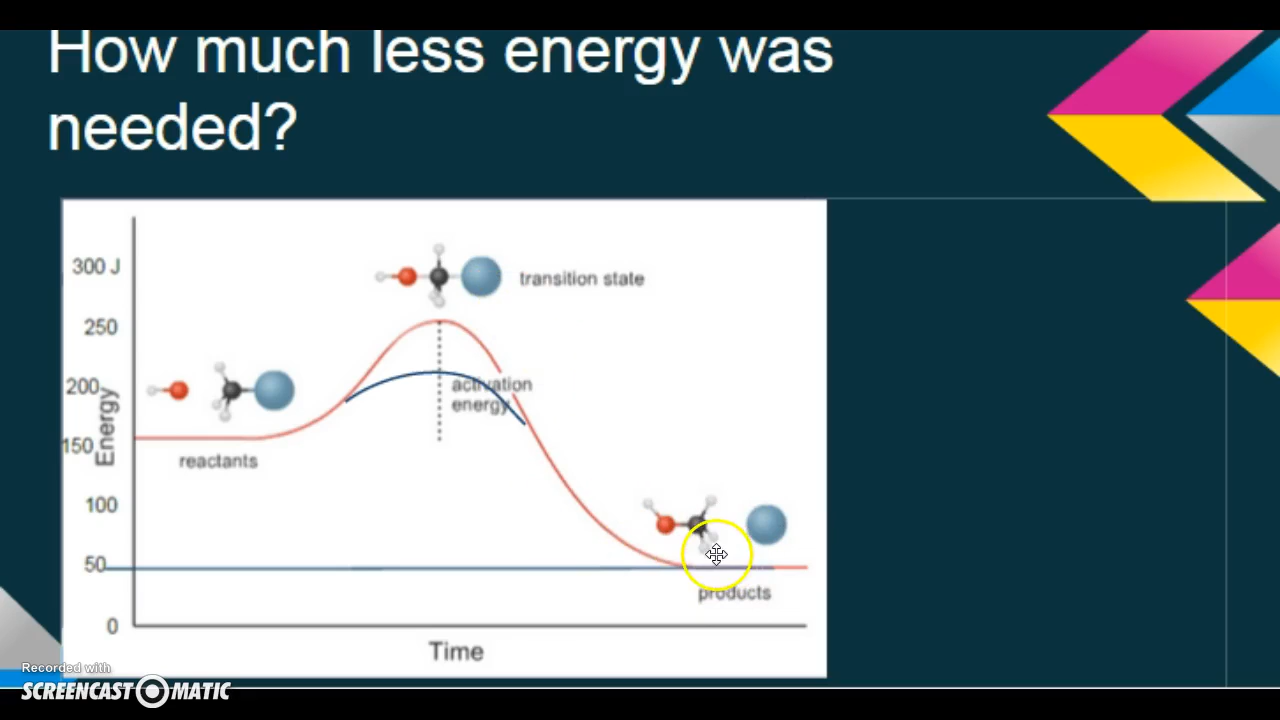 How much less energy was
needed?
300 J
transition state
250
200
activation
energy
Energy
150
reactants
100
50
products
0
Time
Recorded with
SCREENCAST MATIC